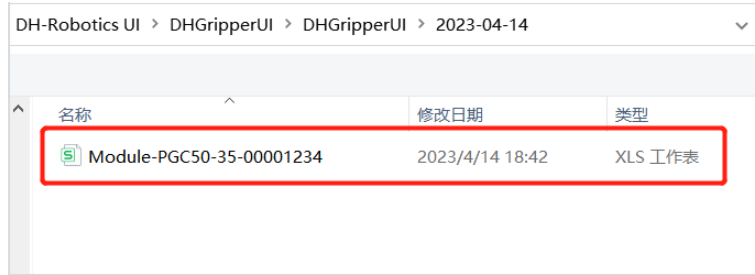 DH-Robotics UI > DHGripperUI > DHGripperUI > 2023-04-14
名称 修改日期 类型
Module-PGC50-35-00001234 2023/4/14 18:42 XLS 工作表